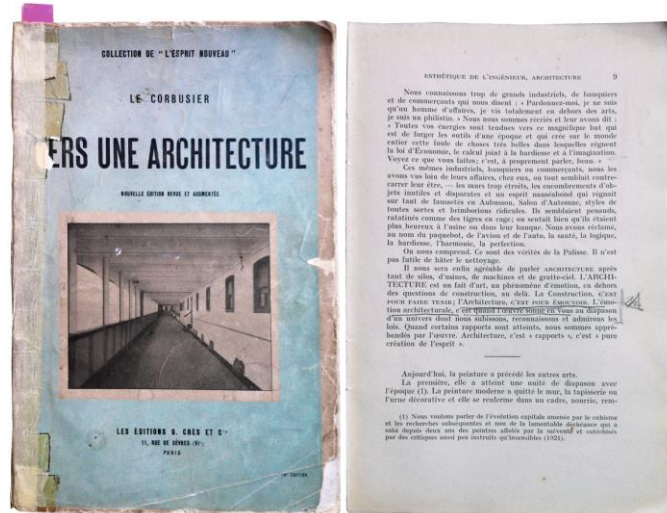 COLLECTION DE "L'ESPRIT NOUVEAU"
LE CORBUSIER
ERS UNE ARCHITECTURE
NOUVELLE ÉDITION REVUE ET AUGMENTÉE
LES ÉDITIONS G. CRÈS ET Cie
11, RUE DE SÈVRES (VIe)
PARIS
ÉDITION
ESTHÉTIQUE DE L'INGÉNIEUR, ARCHITECTURE 9
Nous connaissons trop de grands industriels, de banquiers
et de commerçants qui nous disent : « Pardonnez-moi, je ne suis
qu'un homme d'affaires, je vis totalement en dehors des arts,
je suis un philistin. » Nous nous sommes récriés et leur avons dit :
« Toutes vos énergies sont tendues vers ce magnifique but qui
est de forger les outils d'une époque et qui crée sur le monde
entier cette foule de choses très belles dans lesquelles règnent
la loi d'Économie, le calcul joint à la hardiesse et à l'imagination.
Voyez ce que vous faites; c'est, à proprement parler, beau. »
Ces mêmes industriels, banquiers ou commerçants, nous les
avons vus loin de leurs affaires, chez eux, où tout semblait contre-
carrer leur être, — les murs trop étroits, les encombrements d'ob-
jets inutiles et disparates et un esprit nauséabond qui régnait
sur tant de faussetés en Aubusson, Salon d'Automne, styles de
toutes sortes et brimborions ridicules. Ils semblaient penauds,
ratatinés comme des tigres en cage; on sentait bien qu'ils étaient
plus heureux à l'usine ou dans leur banque. Nous avons réclamé,
au nom du paquebot, de l'avion et de l'auto, la santé, la logique,
la hardiesse, l'harmonie, la perfection.
On nous comprend. Ce sont des vérités de la Palisse. Il n'est
pas futile de hâter le nettoyage.
Il nous sera enfin agréable de parler ARCHITECTURE après
tant de silos, d'usines, de machines et de gratte-ciel. L'ARCHI-
TECTURE est un fait d'art, un phénomène d'émotion, en dehors
des questions de construction, au delà. La Construction, C'EST
POUR FAIRE TENIR; l'Architecture, C'EST POUR ÉMOUVOIR. L'émo-
tion architecturale, c'est quand l'œuvre sonne en vous au diapason
d'un univers dont nous subissons, reconnaissons et admirons les
lois. Quand certains rapports sont atteints, nous sommes appré-
hendés par l'œuvre. Architecture, c'est « rapports », c'est « pure
création de l'esprit ».
Aujourd'hui, la peinture a précédé les autres arts.
La première, elle a atteint une unité de diapason avec
l'époque (1). La peinture moderne a quitté le mur, la tapisserie ou
l'urne décorative et elle se renferme dans un cadre, nourrie, rem-
(1) Nous voulons parler de l'évolution capitale amenée par le cubisme
et les recherches subséquentes et non de la lamentable déchéance qui a
saisi depuis deux ans des peintres affolés par la mévente et catéchisés
par des critiques aussi peu instruits qu'insensibles (1921).